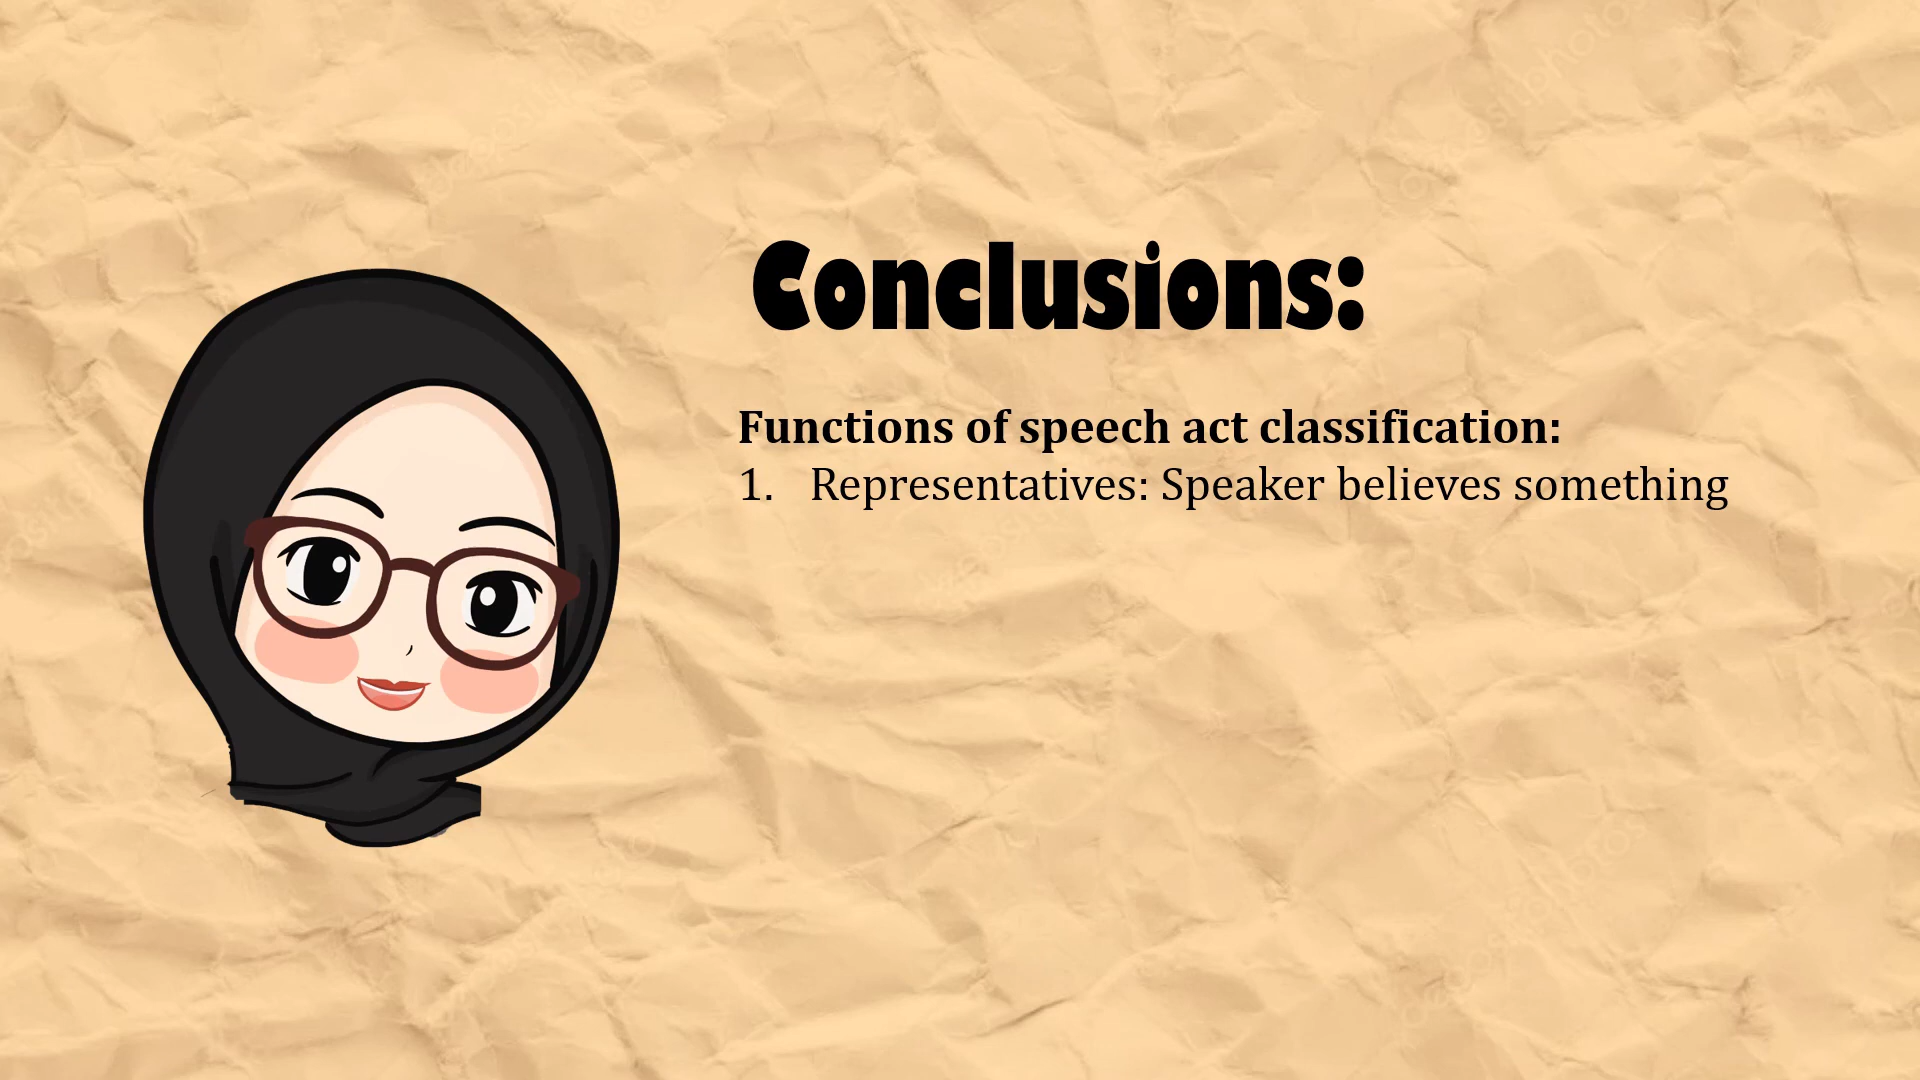 Conclusions:
Functions of speech act classification:
1. Representatives: Speaker believes something